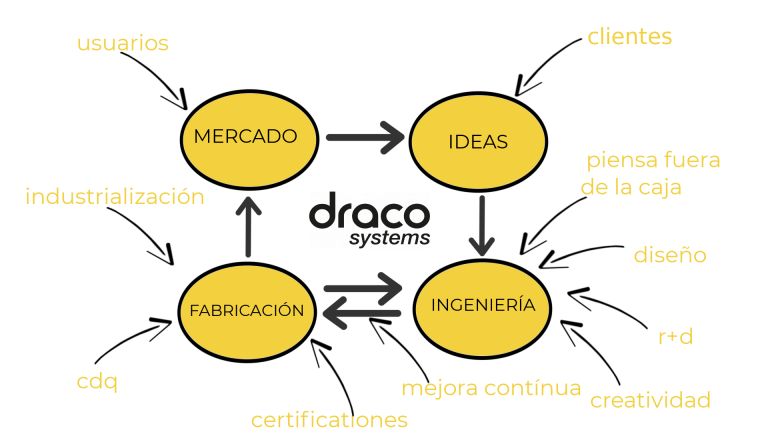 usuarios
clientes
MERCADO
IDEAS
piensa fuera
de la caja
industrialización
draco
systems
diseño
FABRICACIÓN
INGENIERÍA
r+d
cdq
mejora contínua
creatividad
certificationes